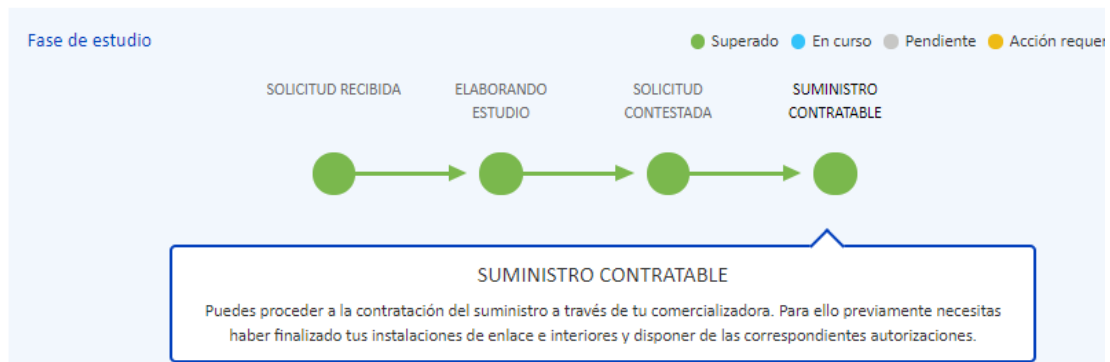 Fase de estudio
Superado En curso Pendiente Acción requer
SOLICITUD RECIBIDA
ELABORANDO
ESTUDIO
SOLICITUD
CONTESTADA
SUMINISTRO
CONTRATABLE
SUMINISTRO CONTRATABLE
Puedes proceder a la contratación del suministro a través de tu comercializadora. Para ello previamente necesitas
haber finalizado tus instalaciones de enlace e interiores y disponer de las correspondientes autorizaciones.